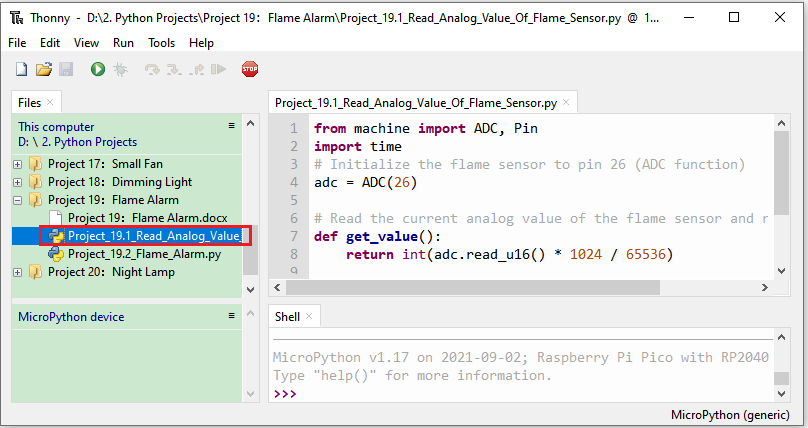 Thonny - D:\2. Python Projects\Project 19： Flame Alarm\Project_19.1_Read_Analog_Value_Of_Flame_Sensor.py @ 1...
File Edit View Run Tools Help
STOP
Files
This computer
D: \ 2. Python Projects
Project 17： Small Fan
Project 18： Dimming Light
Project 19： Flame Alarm
Project 19： Flame Alarm.docx
Project_19.1_Read_Analog_Value_
Project_19.2_Flame_Alarm.py
Project 20： Night Lamp
MicroPython device
Project_19.1_Read_Analog_Value_Of_Flame_Sensor.py
1 from machine import ADC, Pin
2 import time
3 # Initialize the flame sensor to pin 26 (ADC function)
4 adc = ADC(26)
5
6 # Read the current analog value of the flame sensor and r
7 def get_value():
8 return int(adc.read_u16() * 1024 / 65536)
9
Shell
MicroPython v1.17 on 2021-09-02; Raspberry Pi Pico with RP2040
Type "help()" for more information.
>>>
MicroPython (generic)